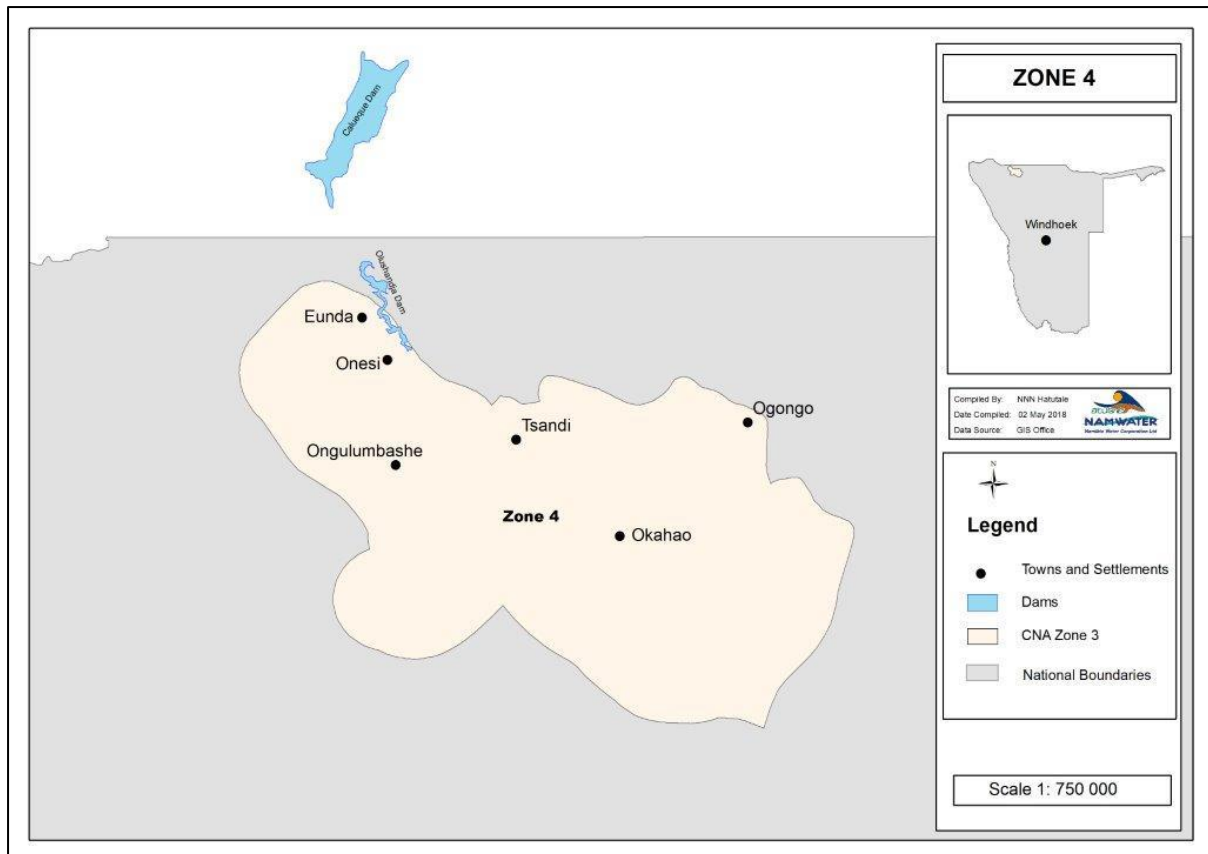 Calueque Dam
Olushandja Dam
Eunda
Onesi
Tsandi
Ogongo
Ongulumbashe
Zone 4
Okahao
ZONE 4
Windhoek
Compiled By: NNN Hatutale
Date Compiled: 02 May 2018
Data Source: GIS Office
NAMWATER
Namibia Water Corporation Ltd
N
Legend
Towns and Settlements
Dams
CNA Zone 3
National Boundaries
Scale 1: 750 000